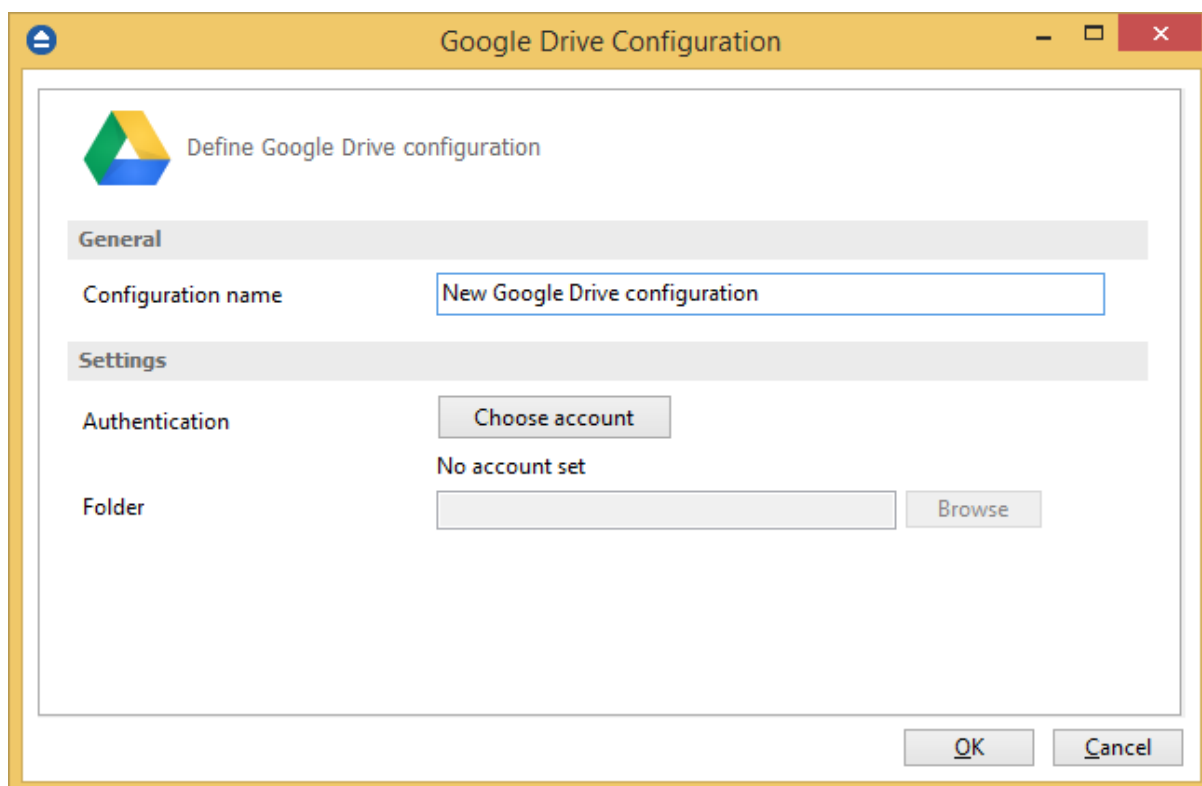 Google Drive Configuration
Define Google Drive configuration
General
Configuration name New Google Drive configuration
Settings
Authentication Choose account
No account set
Folder Browse
OK Cancel